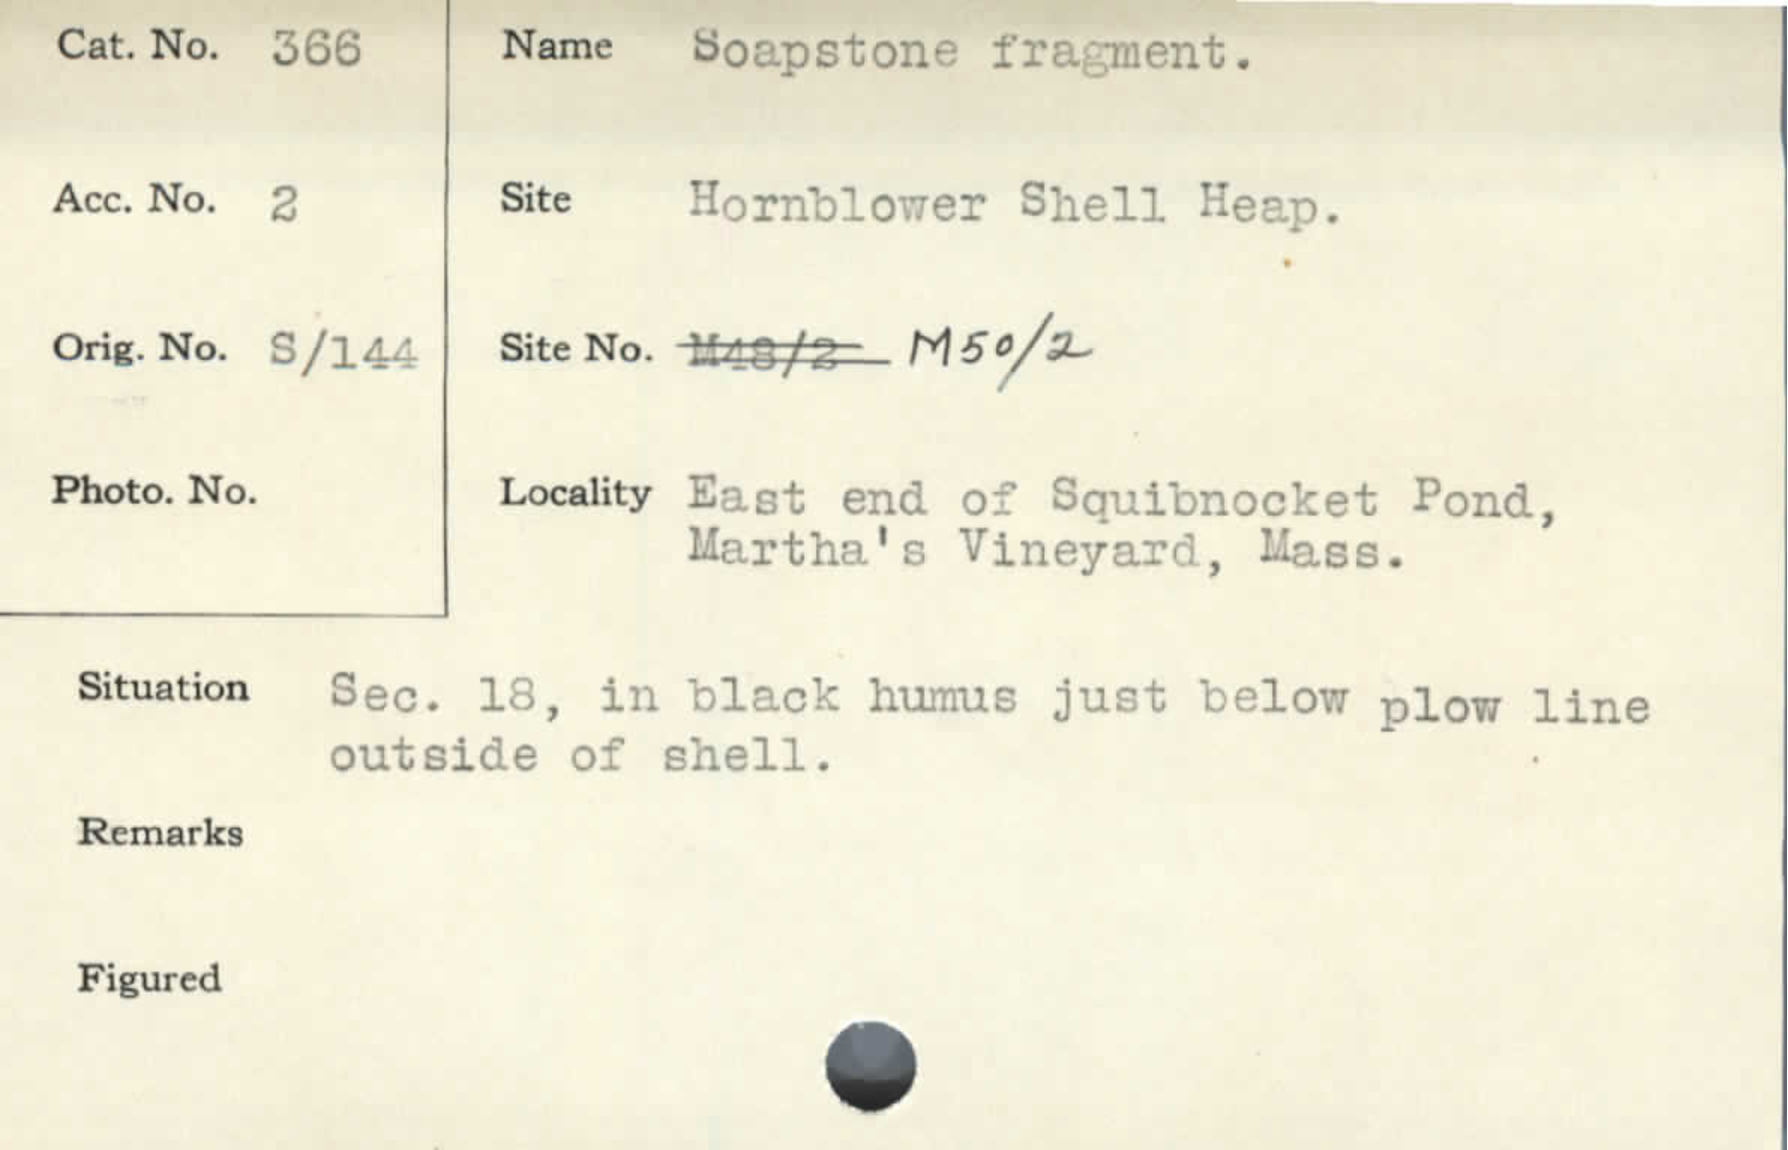 Cat. No. 366
Name Soapstone fragment.
Acc. No. 2
Site Hornblower Shell Heap.
Orig. No. S/144
Site No. M48/2 M50/2
Photo. No.
Locality East end of Squibnocket Pond,
Martha's Vineyard, Mass.
Situation Sec. 18, in black humus just below plow line
outside of shell.
Remarks
Figured